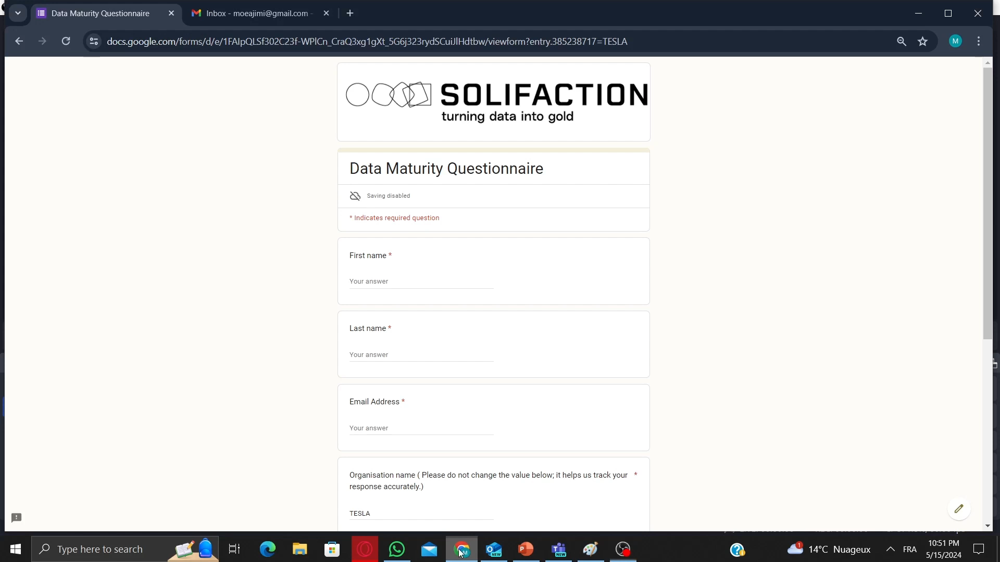 Data Maturity Questionnaire
Inbox - moeajimi@gmail.com -
docs.google.com/forms/d/e/1FAIpQLSf302C23f-WPlCn_CraQ3xg1gXt_5G6j323rydSCuiJlHdtbw/viewform?entry.385238717=TESLA
M
SOLIFACTION
turning data into gold
Data Maturity Questionnaire
Saving disabled
* Indicates required question
First name *
Your answer
Last name *
Your answer
Email Address *
Your answer
Organisation name ( Please do not change the value below; it helps us track your *
response accurately.)
TESLA
Type here to search
NEW
NEW
1
14°C Nuageux
FRA
10:51 PM
5/15/2024